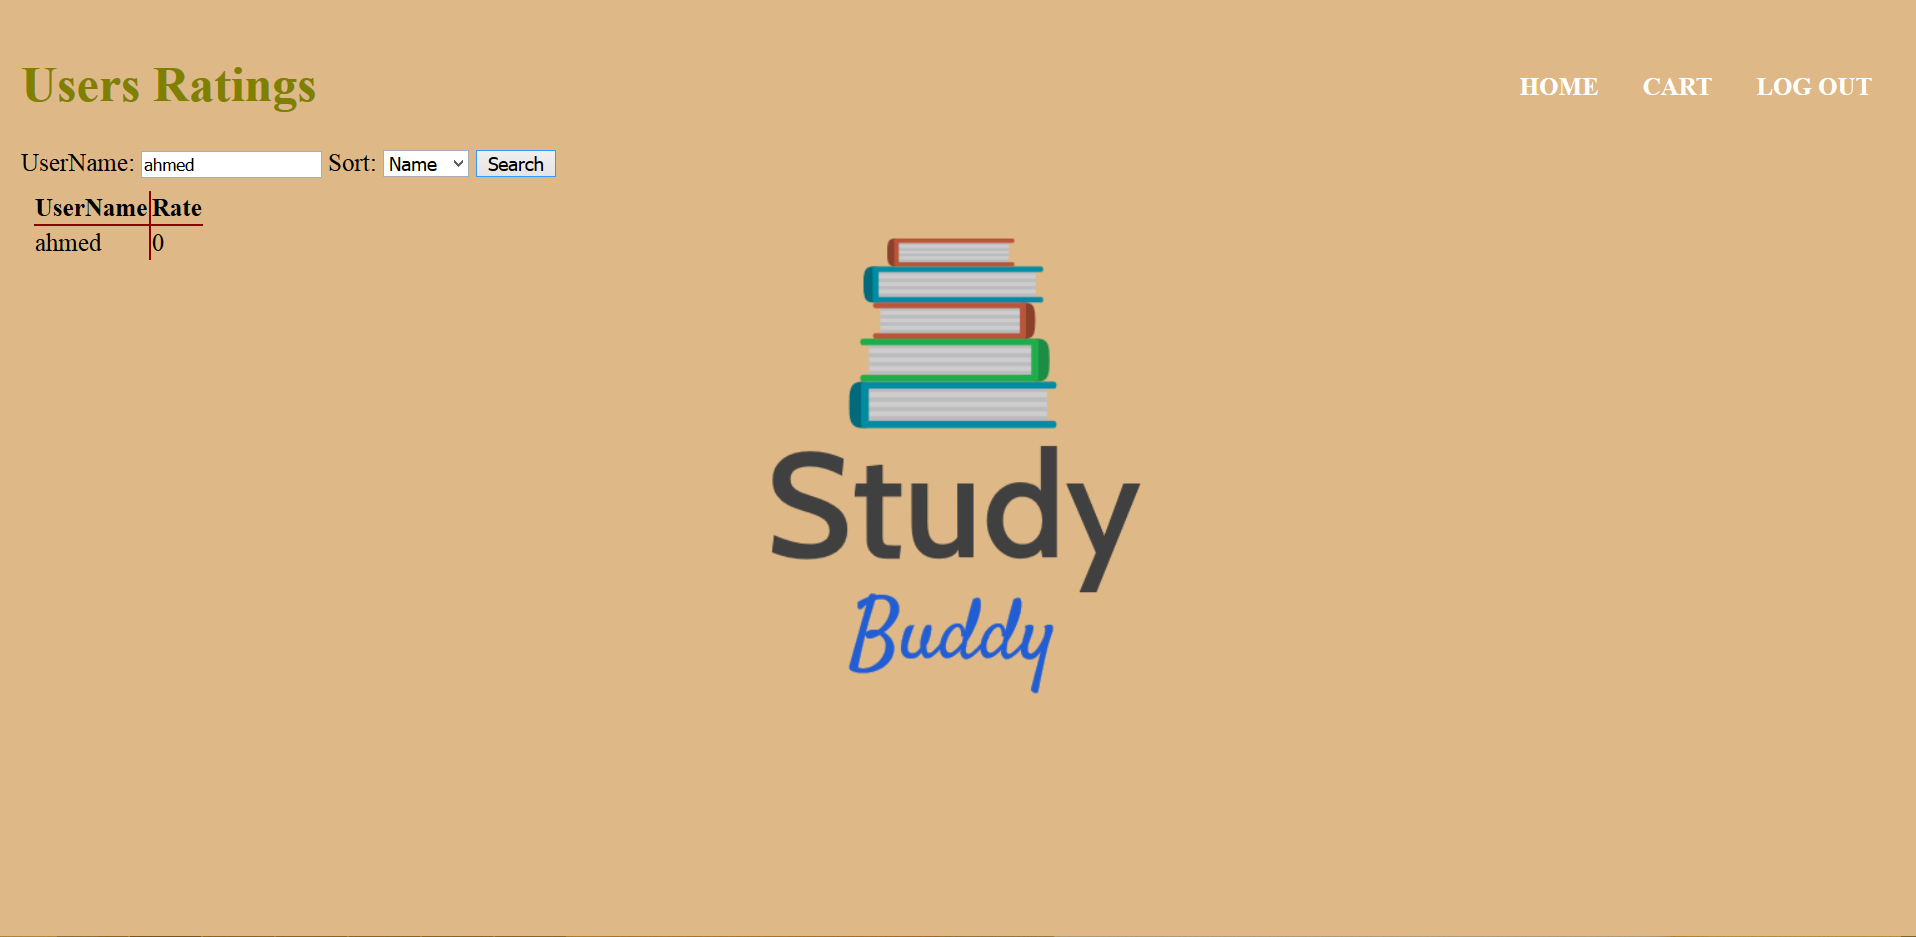 Users Ratings
HOME CART LOG OUT
UserName: ahmed Sort: Name Search
UserName Rate
ahmed 0
Study
Buddy